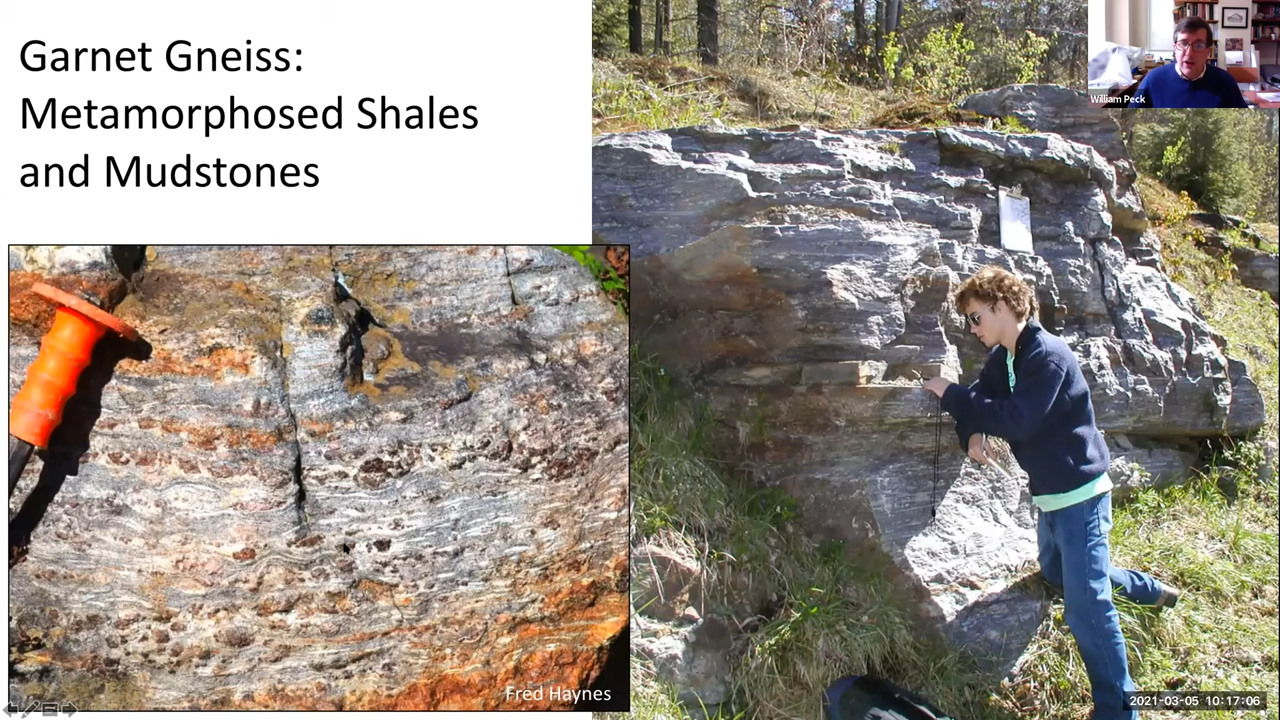 Garnet Gneiss:
Metamorphosed Shales
and Mudstones
William Peck
Fred Haynes
2021-03-05 10:17:06